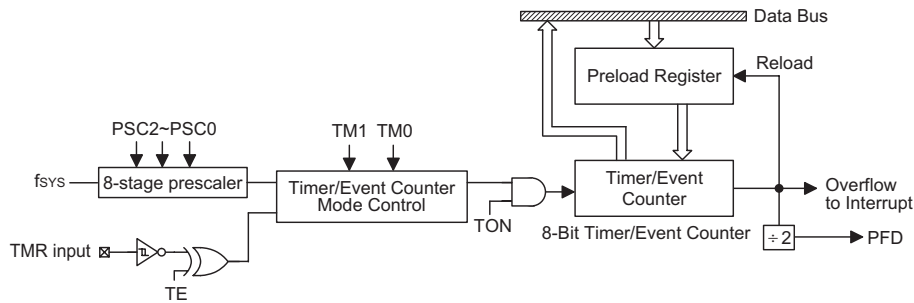 Data Bus
Preload Register
Reload
PSC2~PSC0
TM1 TM0
fSYS
8-stage prescaler
Timer/Event Counter
Mode Control
TON
Timer/Event
Counter
8-Bit Timer/Event Counter
Overflow
to Interrupt
÷2
PFD
TMR input
TE